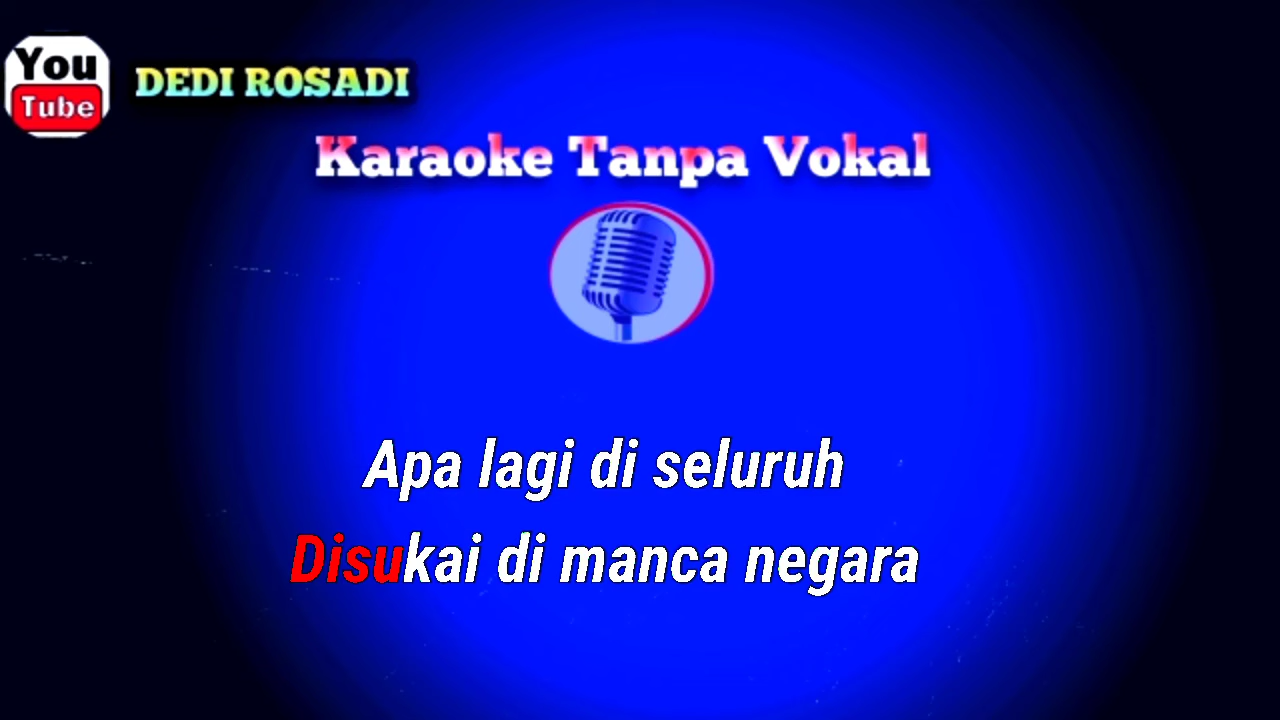 You
Tube
DEDI ROSADI
Karaoke Tanpa Vokal
Apa lagi di seluruh
Disukai di manca negara